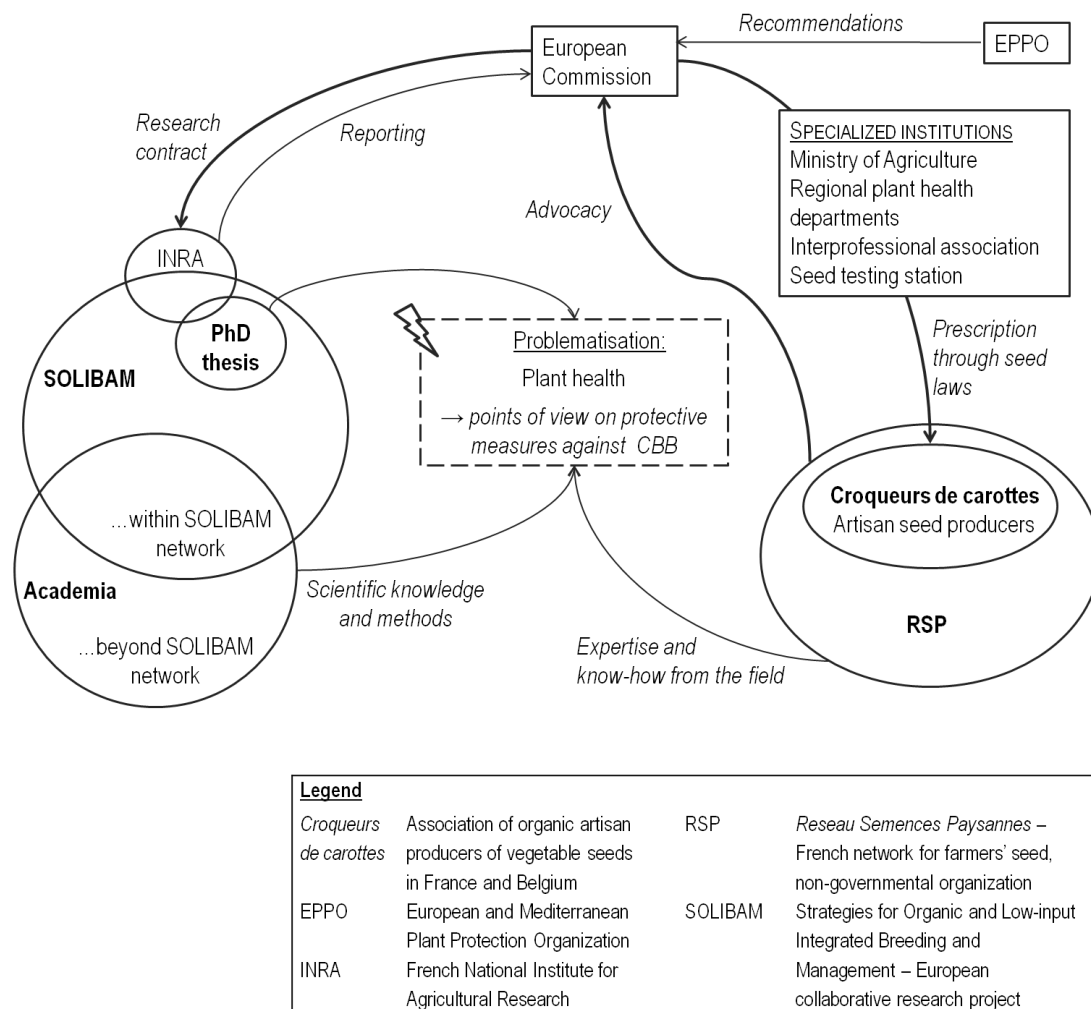 Recommendations
European
Commission
EPPO
Research
contract
Reporting
Advocacy
SPECIALIZED INSTITUTIONS
Ministry of Agriculture
Regional plant health
departments
Interprofessional association
Seed testing station
INRA
PhD
thesis
SOLIBAM
Problematisation:
Plant health
→ points of view on protective
measures against CBB
Prescription
through seed
laws
Croqueurs de carottes
Artisan seed producers
RSP
...within SOLIBAM
network
Academia
...beyond SOLIBAM
network
Scientific knowledge
and methods
Expertise and
know-how from the field
Legend
Croqueurs
de carottes
Association of organic artisan
producers of vegetable seeds
in France and Belgium
EPPO
European and Mediterranean
Plant Protection Organization
INRA
French National Institute for
Agricultural Research
RSP
Reseau Semences Paysannes –
French network for farmers' seed,
non-governmental organization
SOLIBAM
Strategies for Organic and Low-input
Integrated Breeding and
Management – European
collaborative research project